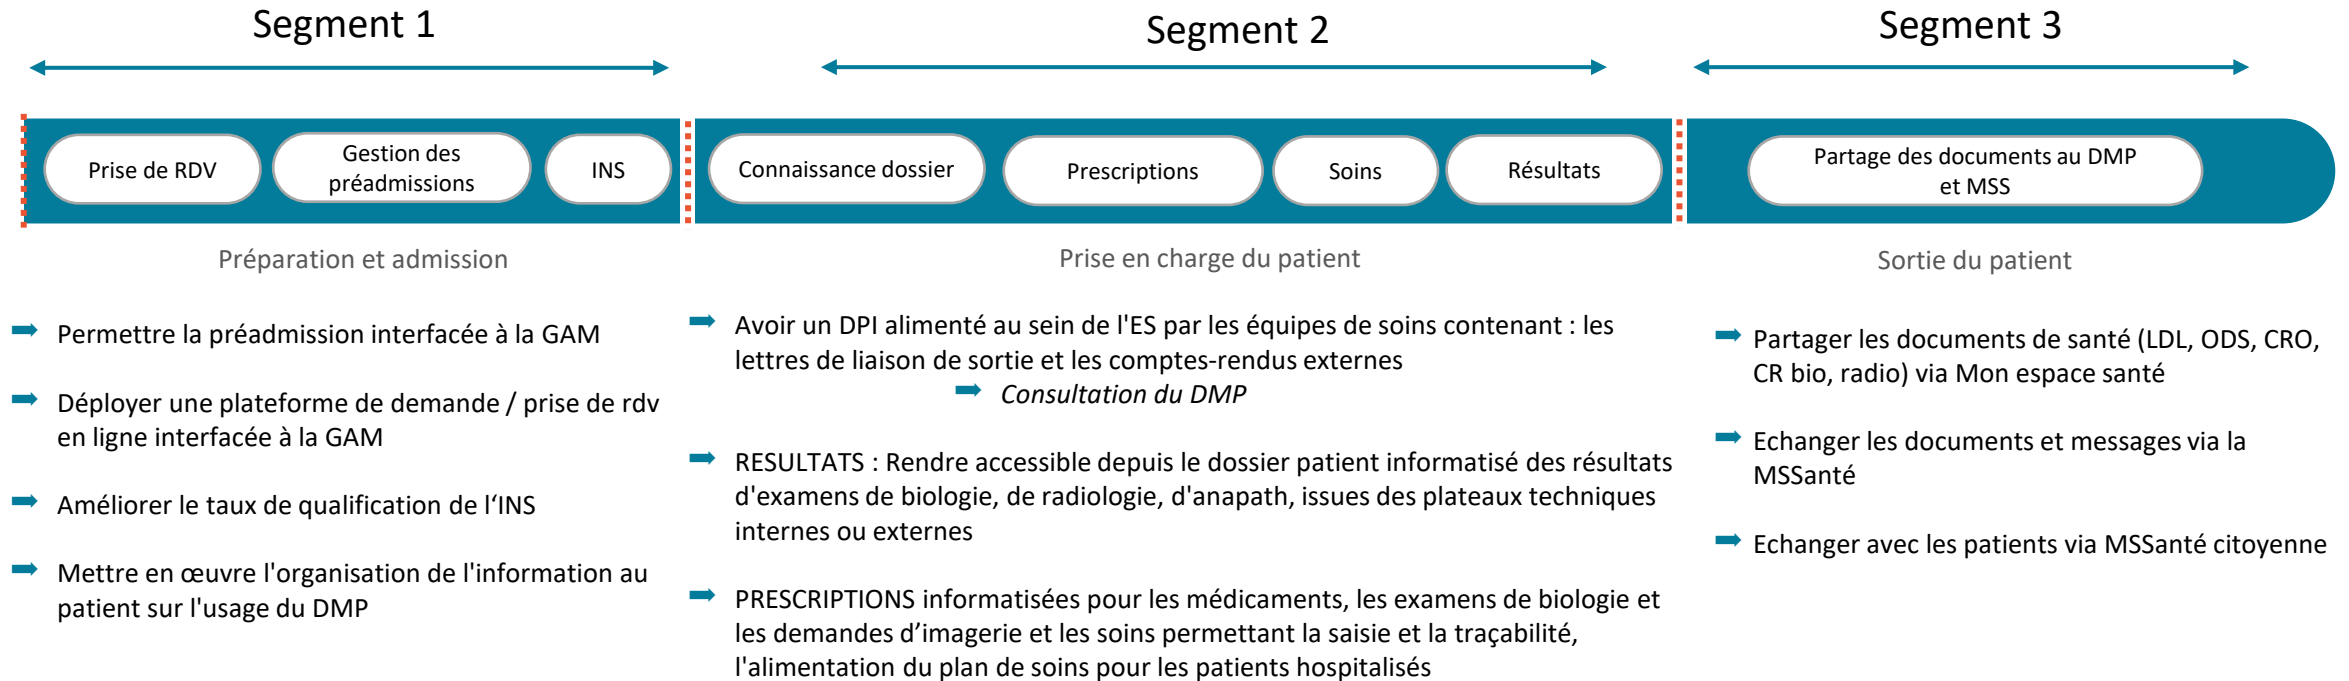 Segment 1
Segment 2
Segment 3
Prise de RDV
Gestion des
préadmissions
INS
Connaissance dossier
Prescriptions
Soins
Résultats
Partage des documents au DMP
et MSS
Préparation et admission
Prise en charge du patient
Sortie du patient
Permettre la préadmission interfacée à la GAM
Déployer une plateforme de demande / prise de rdv
en ligne interfacée à la GAM
Améliorer le taux de qualification de l‘INS
Mettre en œuvre l'organisation de l'information au
patient sur l'usage du DMP
Avoir un DPI alimenté au sein de l'ES par les équipes de soins contenant : les
lettres de liaison de sortie et les comptes-rendus externes
Consultation du DMP
RESULTATS : Rendre accessible depuis le dossier patient informatisé des résultats
d'examens de biologie, de radiologie, d'anapath, issues des plateaux techniques
internes ou externes
PRESCRIPTIONS informatisées pour les médicaments, les examens de biologie et
les demandes d’imagerie et les soins permettant la saisie et la traçabilité,
l'alimentation du plan de soins pour les patients hospitalisés
Partager les documents de santé (LDL, ODS, CRO,
CR bio, radio) via Mon espace santé
Echanger les documents et messages via la
MSSanté
Echanger avec les patients via MSSanté citoyenne